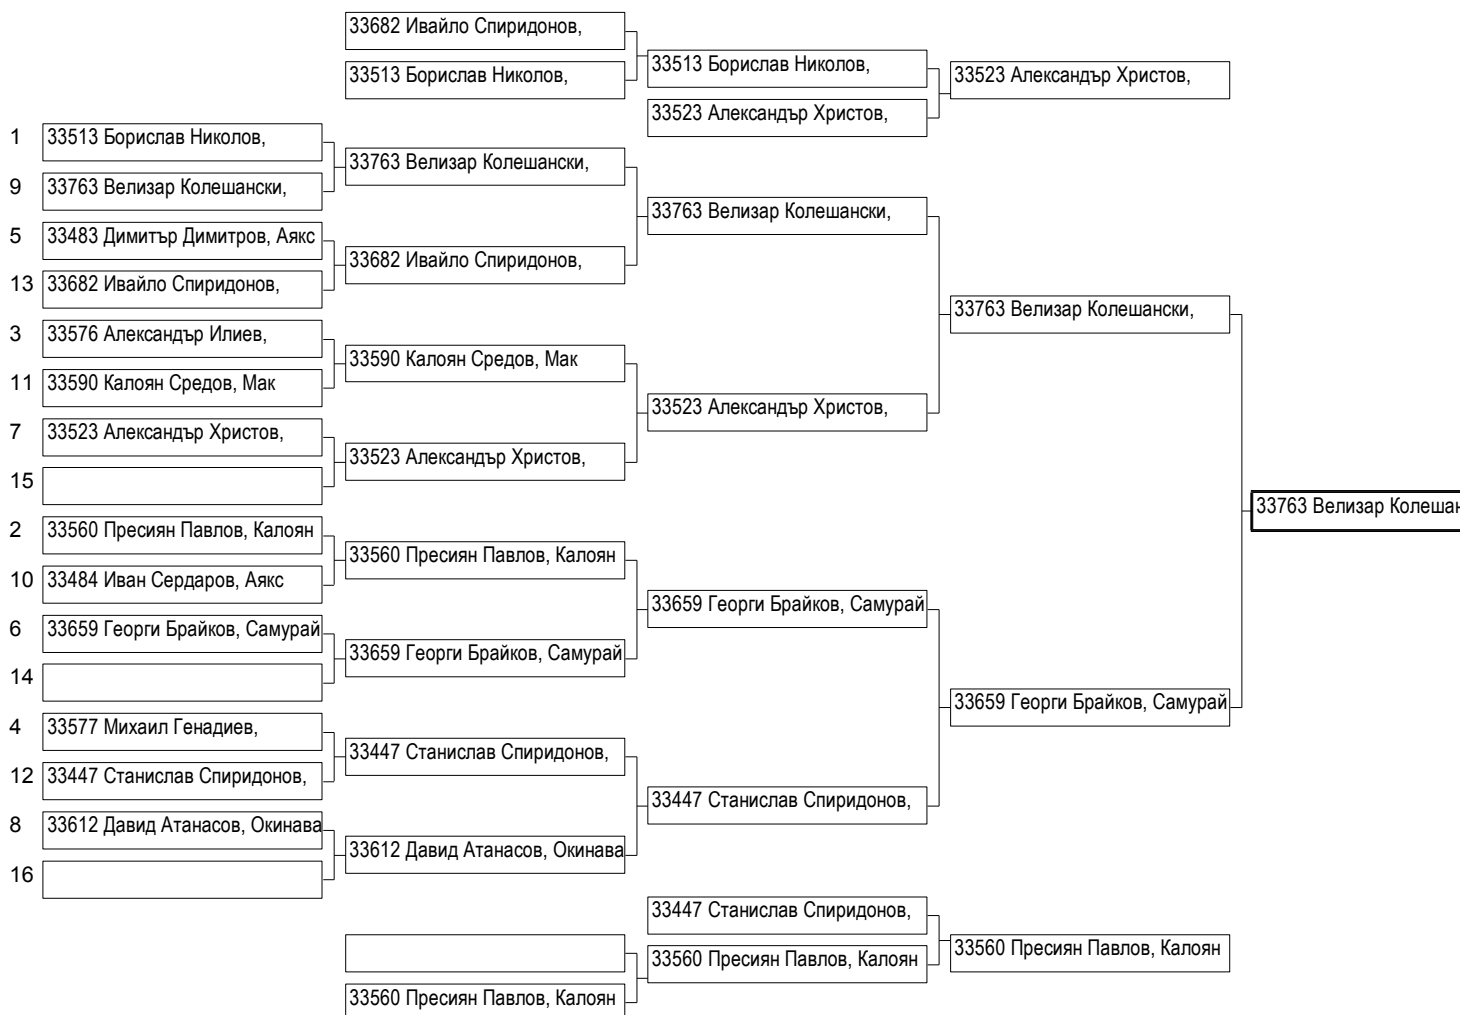 33682 Ивайло Спиридонов,
33513 Борислав Николов,
33513 Борислав Николов,
33523 Александър Христов,
33523 Александър Христов,
1 33513 Борислав Николов,
9 33763 Велизар Колешански,
5 33483 Димитър Димитров, Аякс
13 33682 Ивайло Спиридонов,
3 33576 Александър Илиев,
11 33590 Калоян Средов, Мак
7 33523 Александър Христов,
15
2 33560 Пресиян Павлов, Калоян
10 33484 Иван Сердаров, Аякс
6 33659 Георги Брайков, Самурай
14
4 33577 Михаил Генадиев,
12 33447 Станислав Спиридонов,
8 33612 Давид Атанасов, Окинава
16
33763 Велизар Колешански,
33682 Ивайло Спиридонов,
33590 Калоян Средов, Мак
33523 Александър Христов,
33560 Пресиян Павлов, Калоян
33659 Георги Брайков, Самурай
33447 Станислав Спиридонов,
33612 Давид Атанасов, Окинава
33763 Велизар Колешански,
33523 Александър Христов,
33659 Георги Брайков, Самурай
33447 Станислав Спиридонов,
33763 Велизар Колешански,
33659 Георги Брайков, Самурай
33763 Велизар Колешан
33447 Станислав Спиридонов,
33560 Пресиян Павлов, Калоян
33560 Пресиян Павлов, Калоян
33560 Пресиян Павлов, Калоян